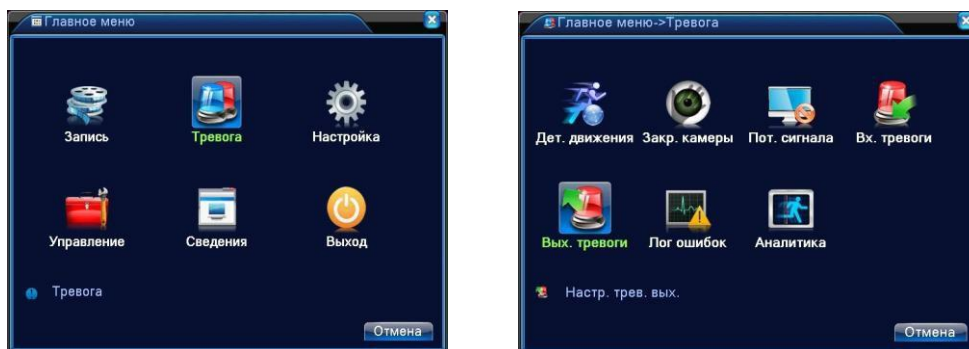 Главное меню
Запись Тревога Настройка
Управление Сведения Выход
Тревога
Отмена
Главное меню->Тревога
Дет. движения Закр. камеры Пот. сигнала Вх. тревоги
Вых. тревоги Лог ошибок Аналитика
Настр. трев. вых.
Отмена